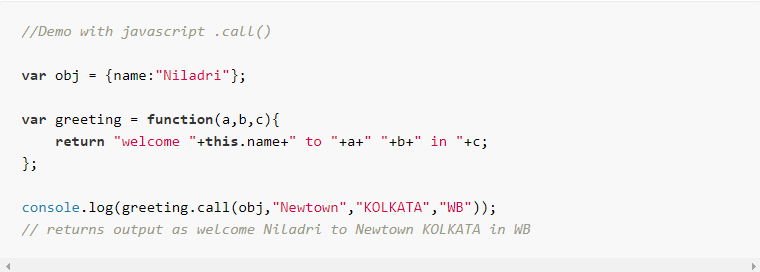 //Demo with javascript .call()
var obj = {name:"Niladri"};
var greeting = function(a,b,c){
return "welcome "+this.name+" to "+a+" "+b+" in "+c;
};
console.log(greeting.call(obj,"Newtown","KOLKATA","WB"));
// returns output as welcome Niladri to Newtown KOLKATA in WB